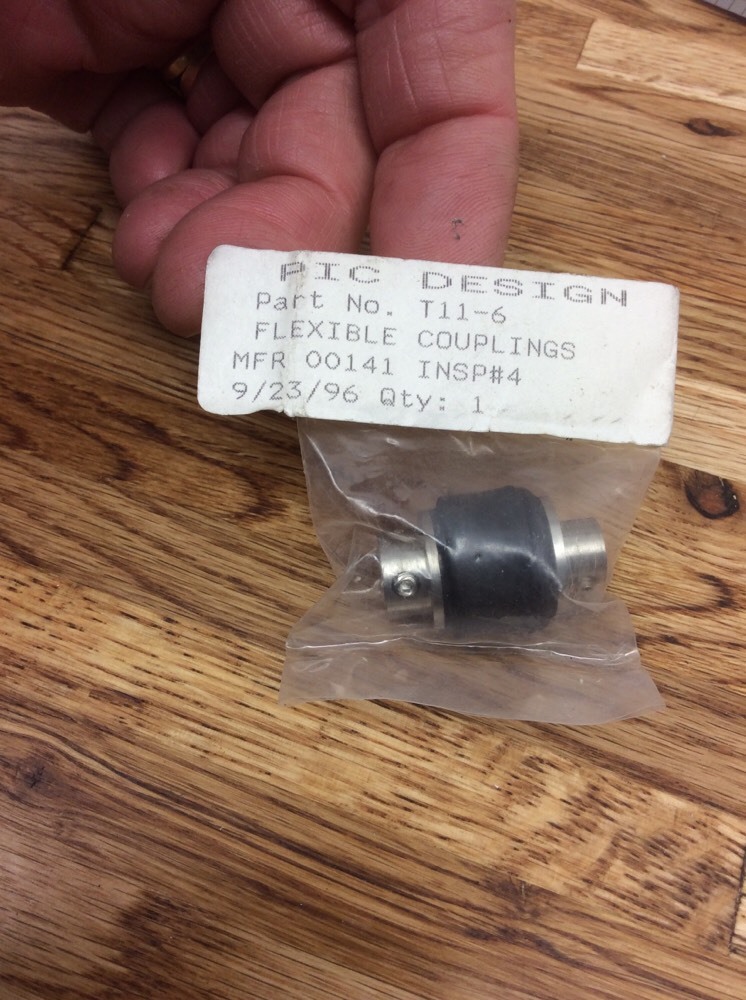 PIC DESIGN
Part No. T11-6
FLEXIBLE COUPLINGS
MFR 00141 INSP#4
9/23/96 Qty: 1